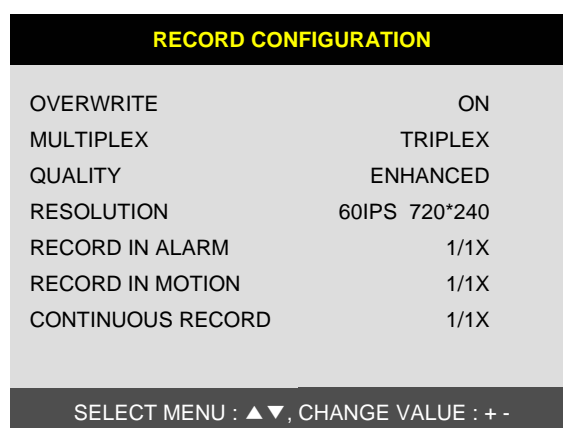 RECORD CONFIGURATION
OVERWRITE ON
MULTIPLEX TRIPLEX
QUALITY ENHANCED
RESOLUTION 60IPS 720*240
RECORD IN ALARM 1/1X
RECORD IN MOTION 1/1X
CONTINUOUS RECORD 1/1X
SELECT MENU : ▲▼, CHANGE VALUE : + -